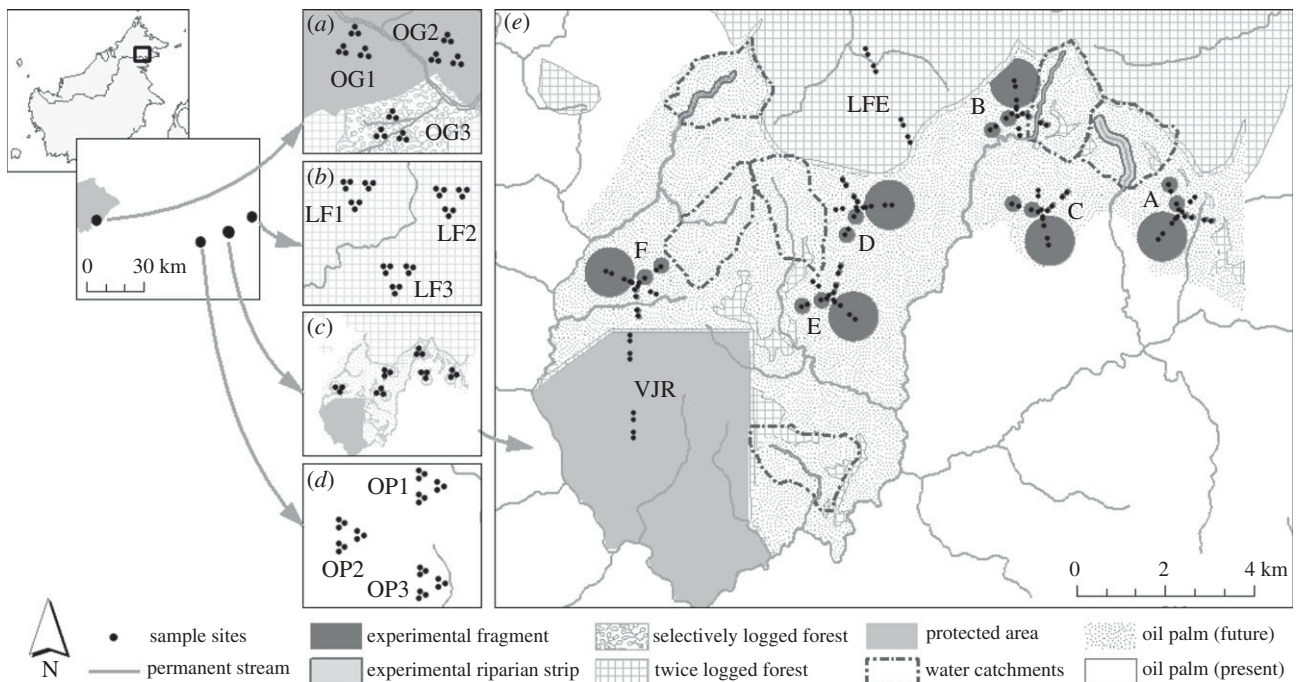 (a)
OG2
OG1
OG3
(b)
LF1
LF2
LF3
(c)
(d)
OP1
OP2
OP3
0 30 km
(e)
LFE
B
A
C
D
F
E
VJR
0 2 4 km
N
sample sites
permanent stream
experimental fragment
experimental riparian strip
selectively logged forest
twice logged forest
protected area
water catchments
oil palm (future)
oil palm (present)